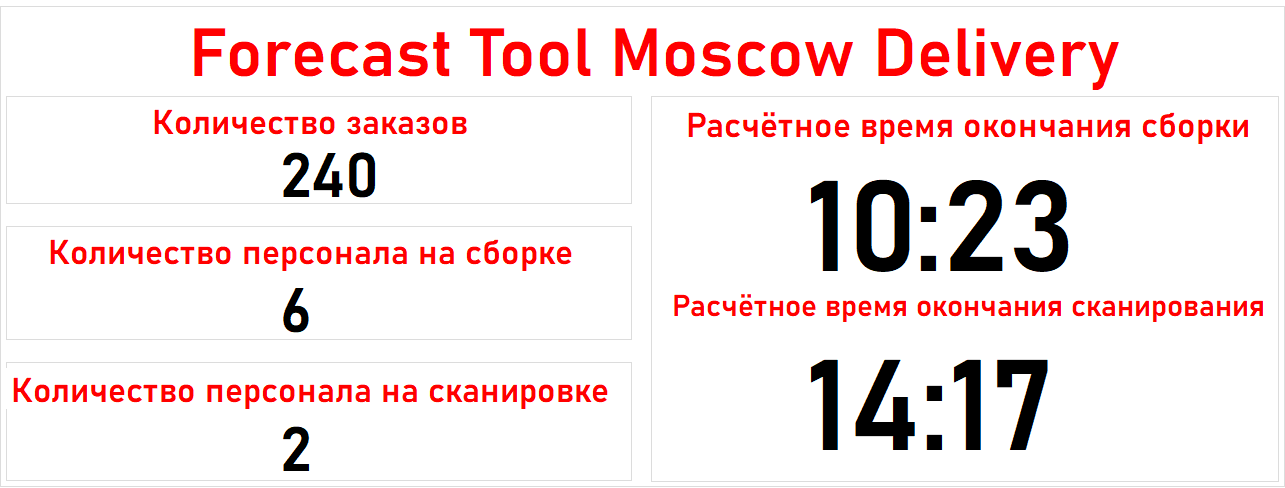 Forecast Tool Moscow Delivery
Количество заказов
240
Количество персонала на сборке
6
Количество персонала на сканировке
2
Расчётное время окончания сборки
10:23
Расчётное время окончания сканирования
14:17